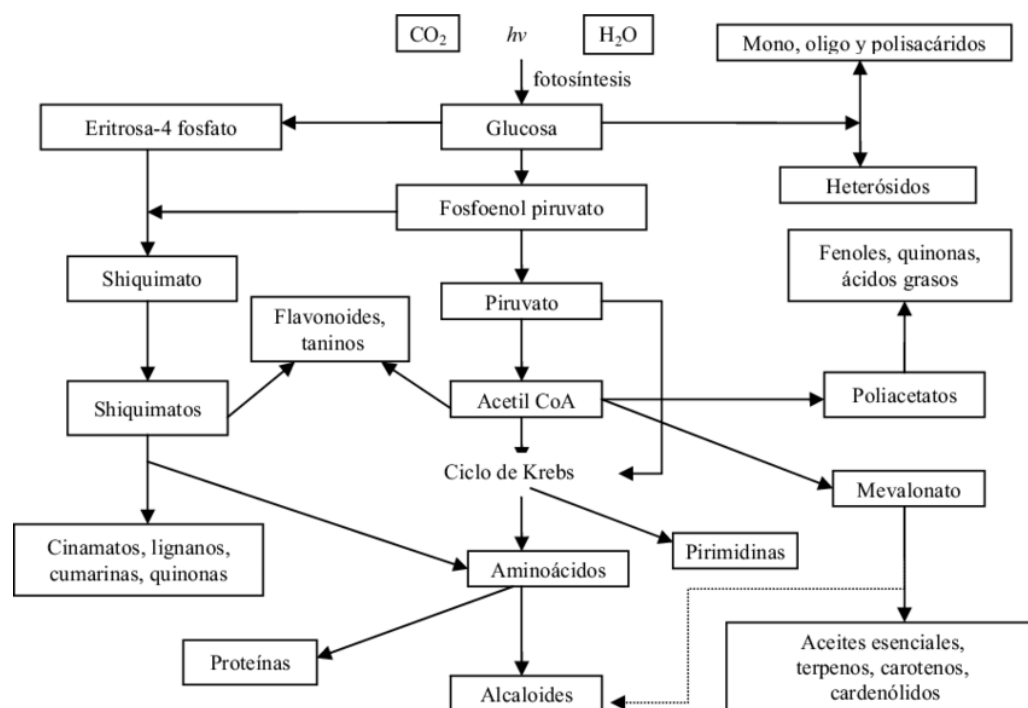 CO₂
hv
H₂O
Mono, oligo y polisacáridos
fotosíntesis
Eritrosa-4 fosfato
Glucosa
Heterósidos
Fosfoenol piruvato
Fenoles, quinonas,
ácidos grasos
Shiquimato
Piruvato
Flavonoides,
taninos
Shiquimatos
Acetil CoA
Poliacetatos
Ciclo de Krebs
Mevalonato
Cinamatos, lignanos,
cumarinas, quinonas
Pirimidinas
Aminoácidos
Proteínas
Aceites esenciales,
terpenos, carotenos,
cardenólidos
Alcaloides